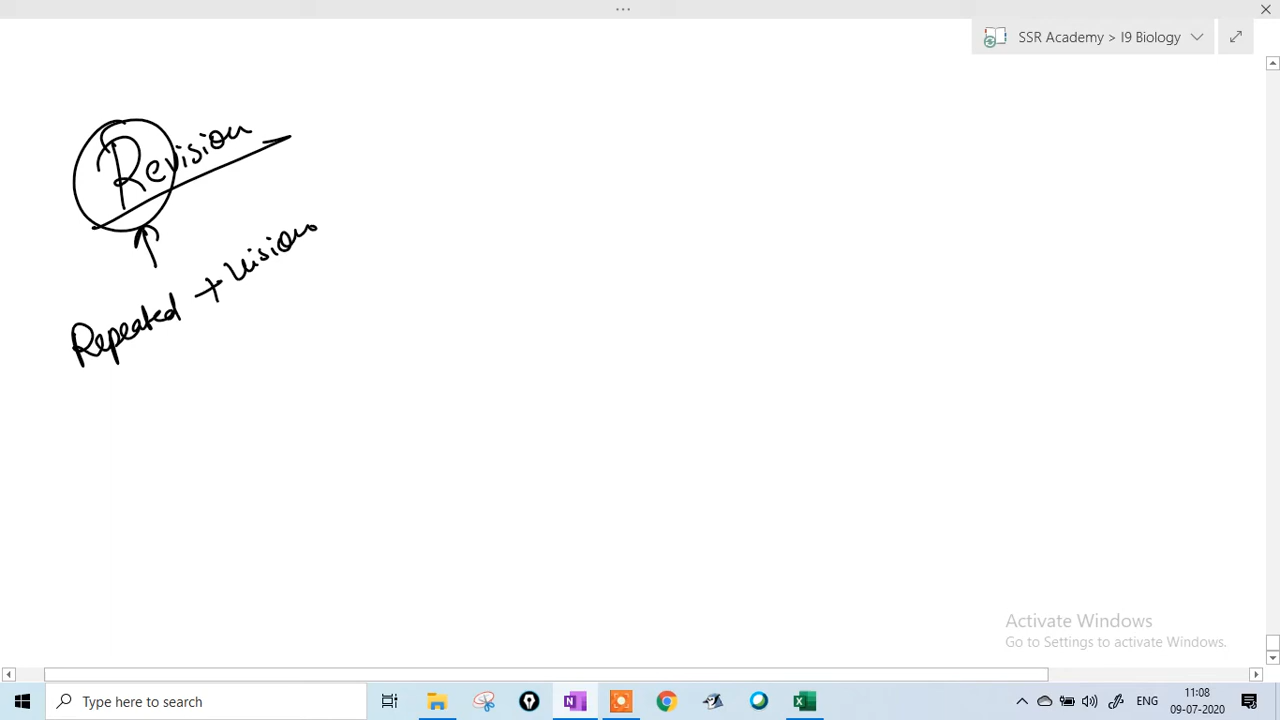 SSR Academy > I9 Biology
Revision
Repeated + Vision
Activate Windows
Go to Settings to activate Windows.
Type here to search
ENG
11:08
09-07-2020